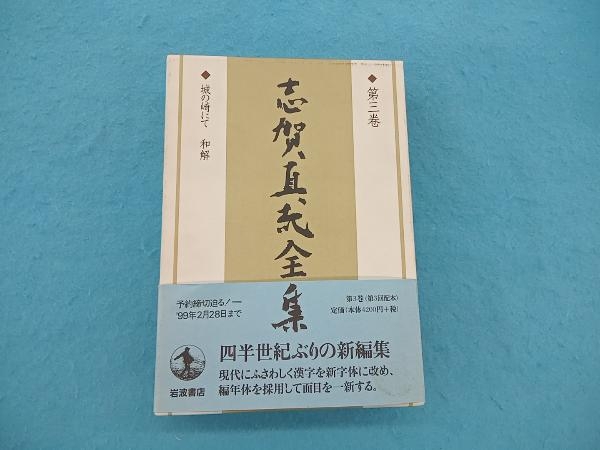 ◆第三巻
志賀直哉全集
◆城の崎にて 和解
第3巻(第3回配本)
定価(本体4200円+税)
予約締切迫る!―
'99年2月28日まで
四半世紀ぶりの新編集
現代にふさわしく漢字を新字体に改め、
編年体を採用して面目を一新する。
岩波書店